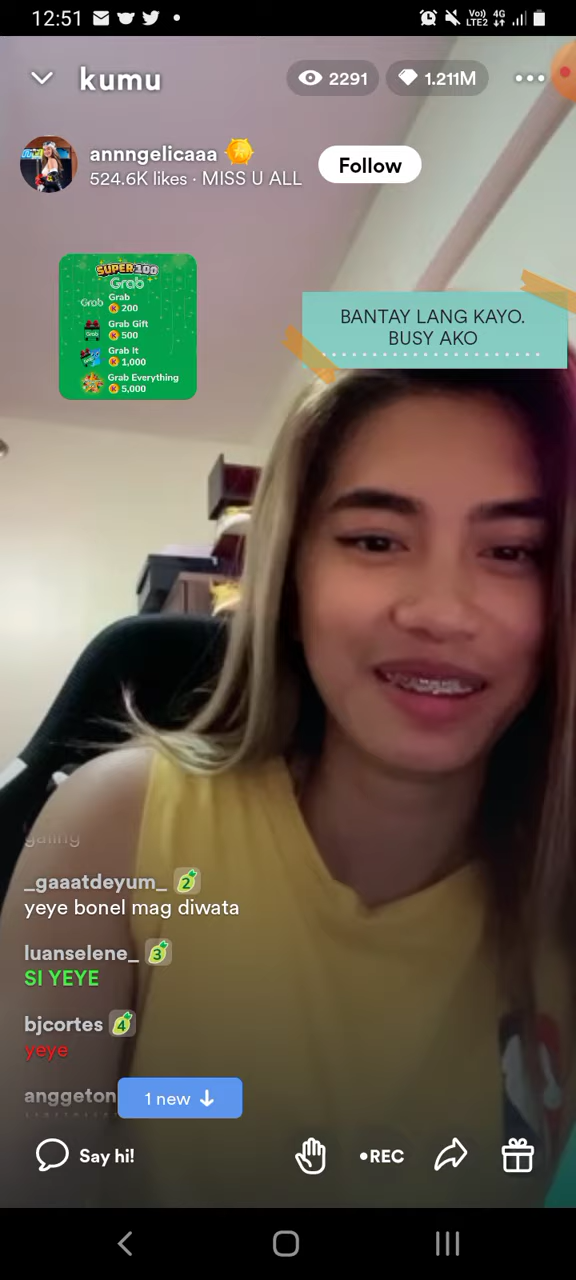 12:51
Vo)) 4G
LTE2
kumu
2291
1.211M
annngelicaaa
524.6K likes · MISS U ALL
Follow
SUPER 100
Grab
Grab
Grab
200
Grab Gift
500
Grab It
1,000
Grab Everything
5,000
BANTAY LANG KAYO.
BUSY AKO
galing
_gaaatdeyum_ 2
yeye bonel mag diwata
luanselene_ 3
SI YEYE
bjcortes 4
yeye
anggeton
1 new
Say hi!
•REC